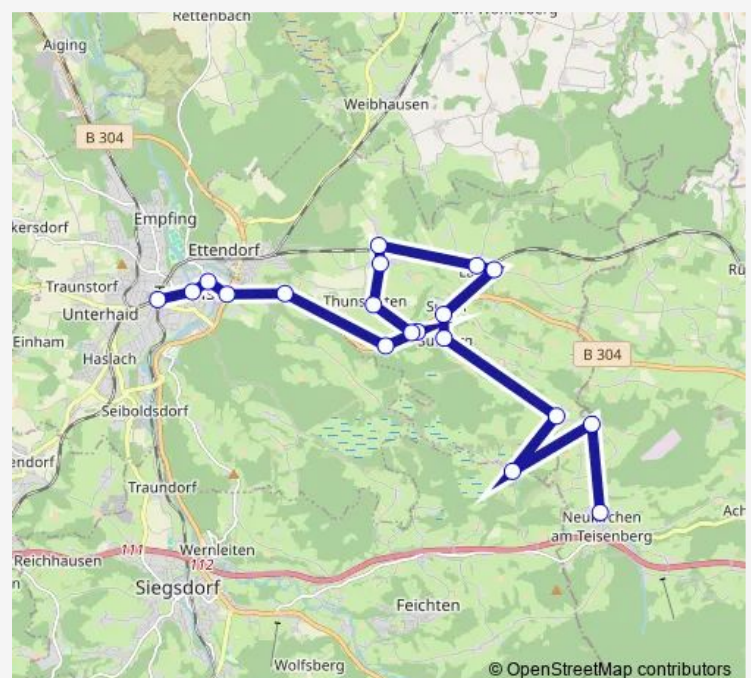 Rettenbach
Aiging
Weibhausen
B 304
Empfing
kersdorf
Ettendorf
Traunstorf
Thuns
Unterhaid
Einham
B 304
Haslach
Seiboldsdorf
endorf
Traundorf
Neukirchen
am Teisenberg
Ach
Reichhausen
111
Wernleiten
112
Siegsdorf
Feichten
Wolfsberg
© OpenStreetMap contributors